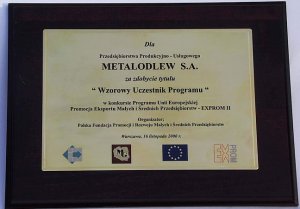 Dla
Przedsiębiorstwa Produkcyjno - Usługowego
METALODLEW S.A.
za zdobycie tytułu
“ Wzorowy Uczestnik Programu “
w konkursie Programu Unii Europejskiej
Promocja Eksportu Małych i Średnich Przedsiębiorstw - EXPROM II
Organizator:
Polska Fundacja Promocji i Rozwoju Małych i Średnich Przedsiębiorstw
Warszawa, 16 listopada 2000 r.